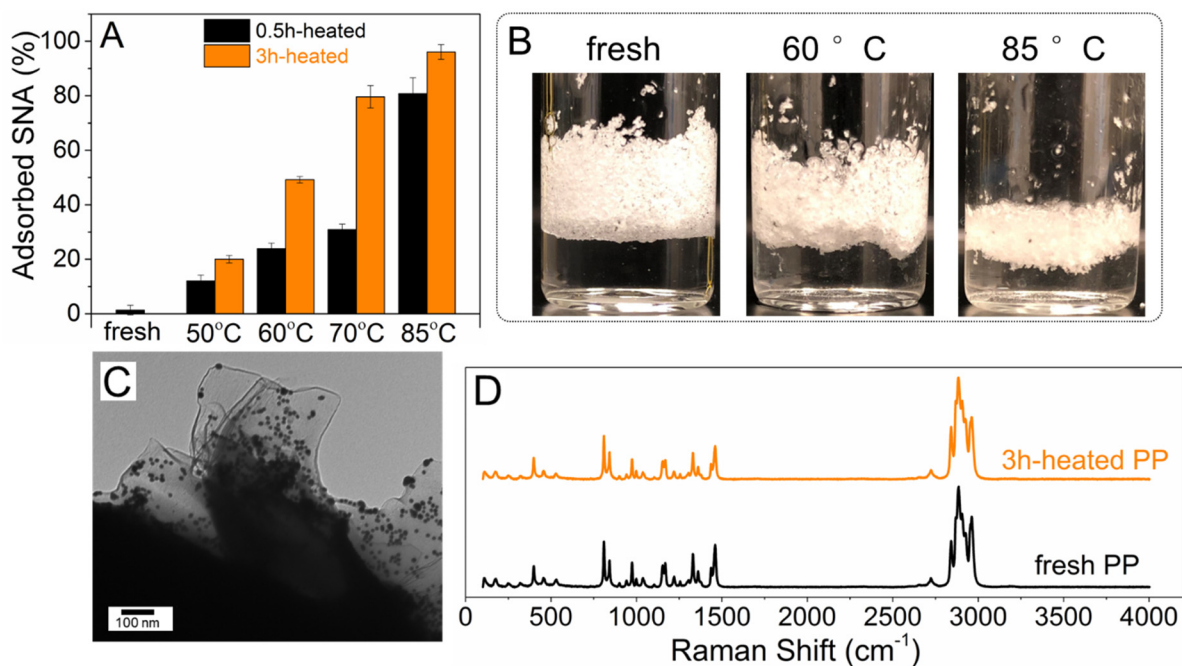 A
0.5h-heated
3h-heated
Adsorbed SNA (%)
100
80
60
40
20
0
fresh
50°C
60°C
70°C
85°C
B
fresh
60 ° C
85 ° C
C
100 nm
D
3h-heated PP
fresh PP
0
500
1000
1500
2000
2500
3000
3500
4000
Raman Shift (cm⁻¹)